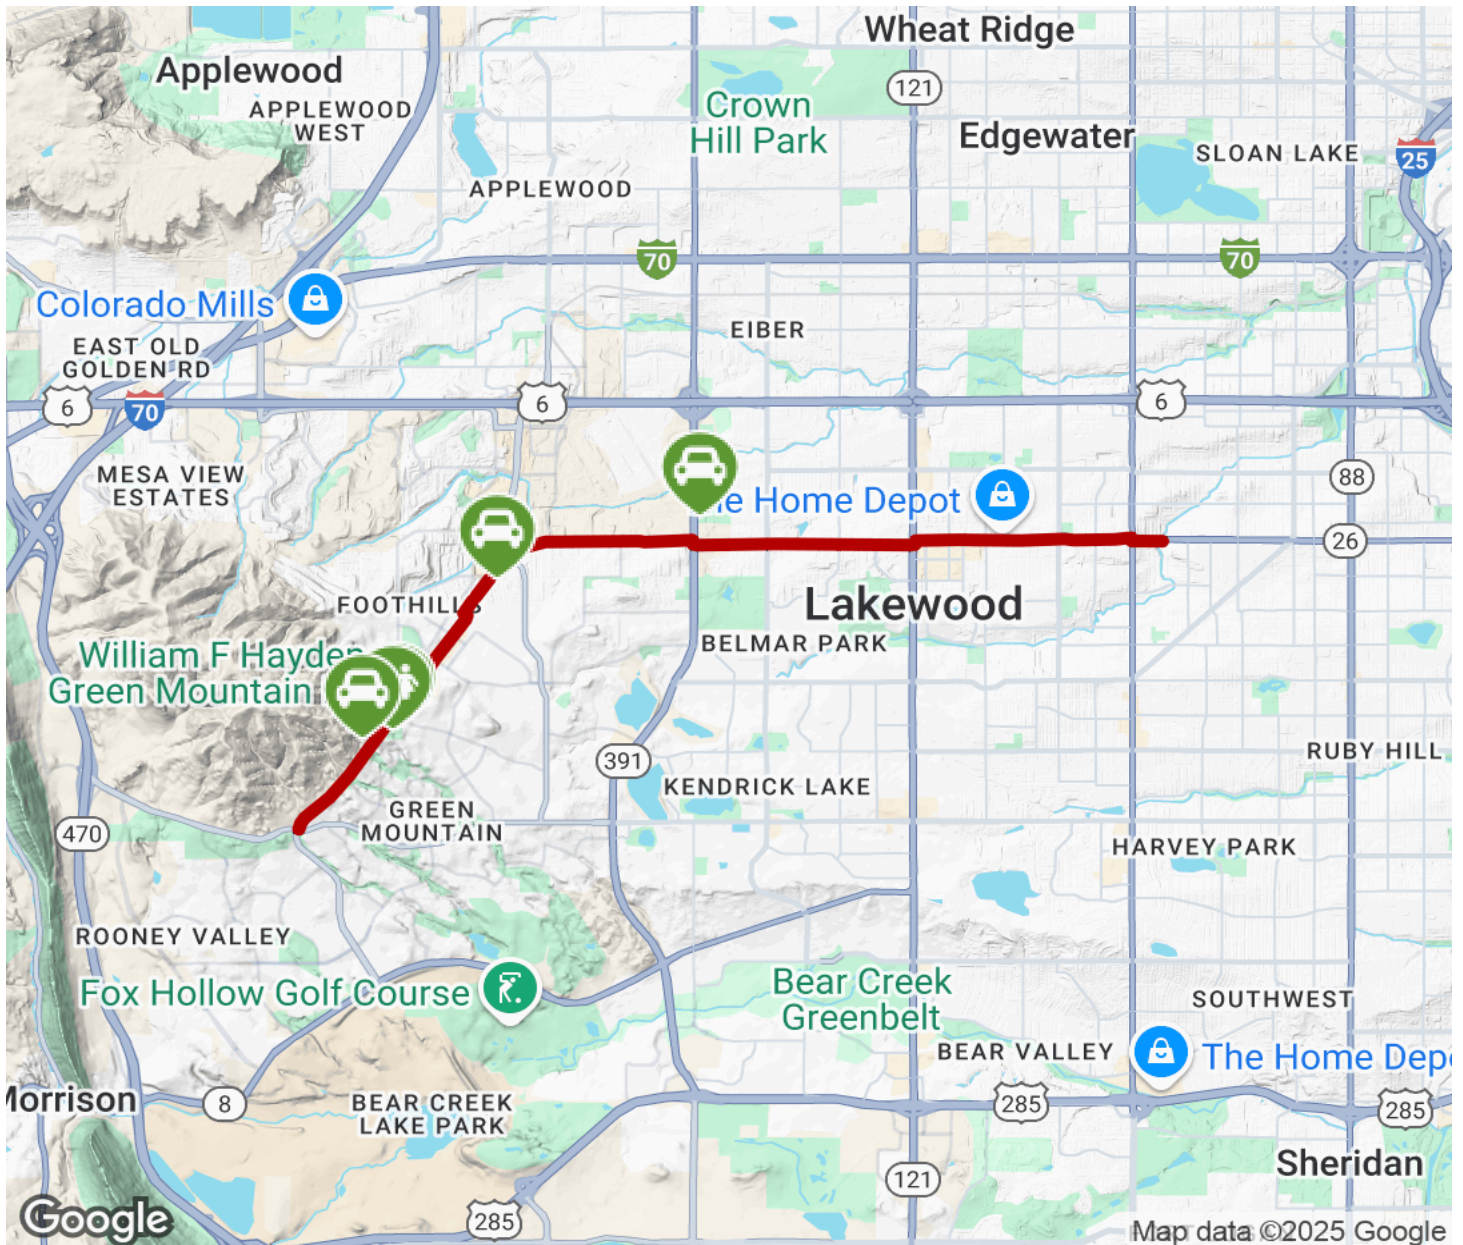 Wheat Ridge
Applewood
121
APPLEWOOD
WEST
Crown
Hill Park
Edgewater
SLOAN LAKE
25
APPLEWOOD
70
70
Colorado Mills
EIBER
EAST OLD
GOLDEN RD
6
70
6
6
MESA VIEW
ESTATES
88
e Home Depot
26
FOOTHILLS
Lakewood
William F Hayden
Green Mountain
BELMAR PARK
391
RUBY HILL
KENDRICK LAKE
GREEN
MOUNTAIN
470
HARVEY PARK
ROONEY VALLEY
Fox Hollow Golf Course
Bear Creek
Greenbelt
SOUTHWEST
BEAR VALLEY
The Home Dep
Morrison
8
BEAR CREEK
LAKE PARK
285
285
Sheridan
121
285
Google
Map data ©2025 Google